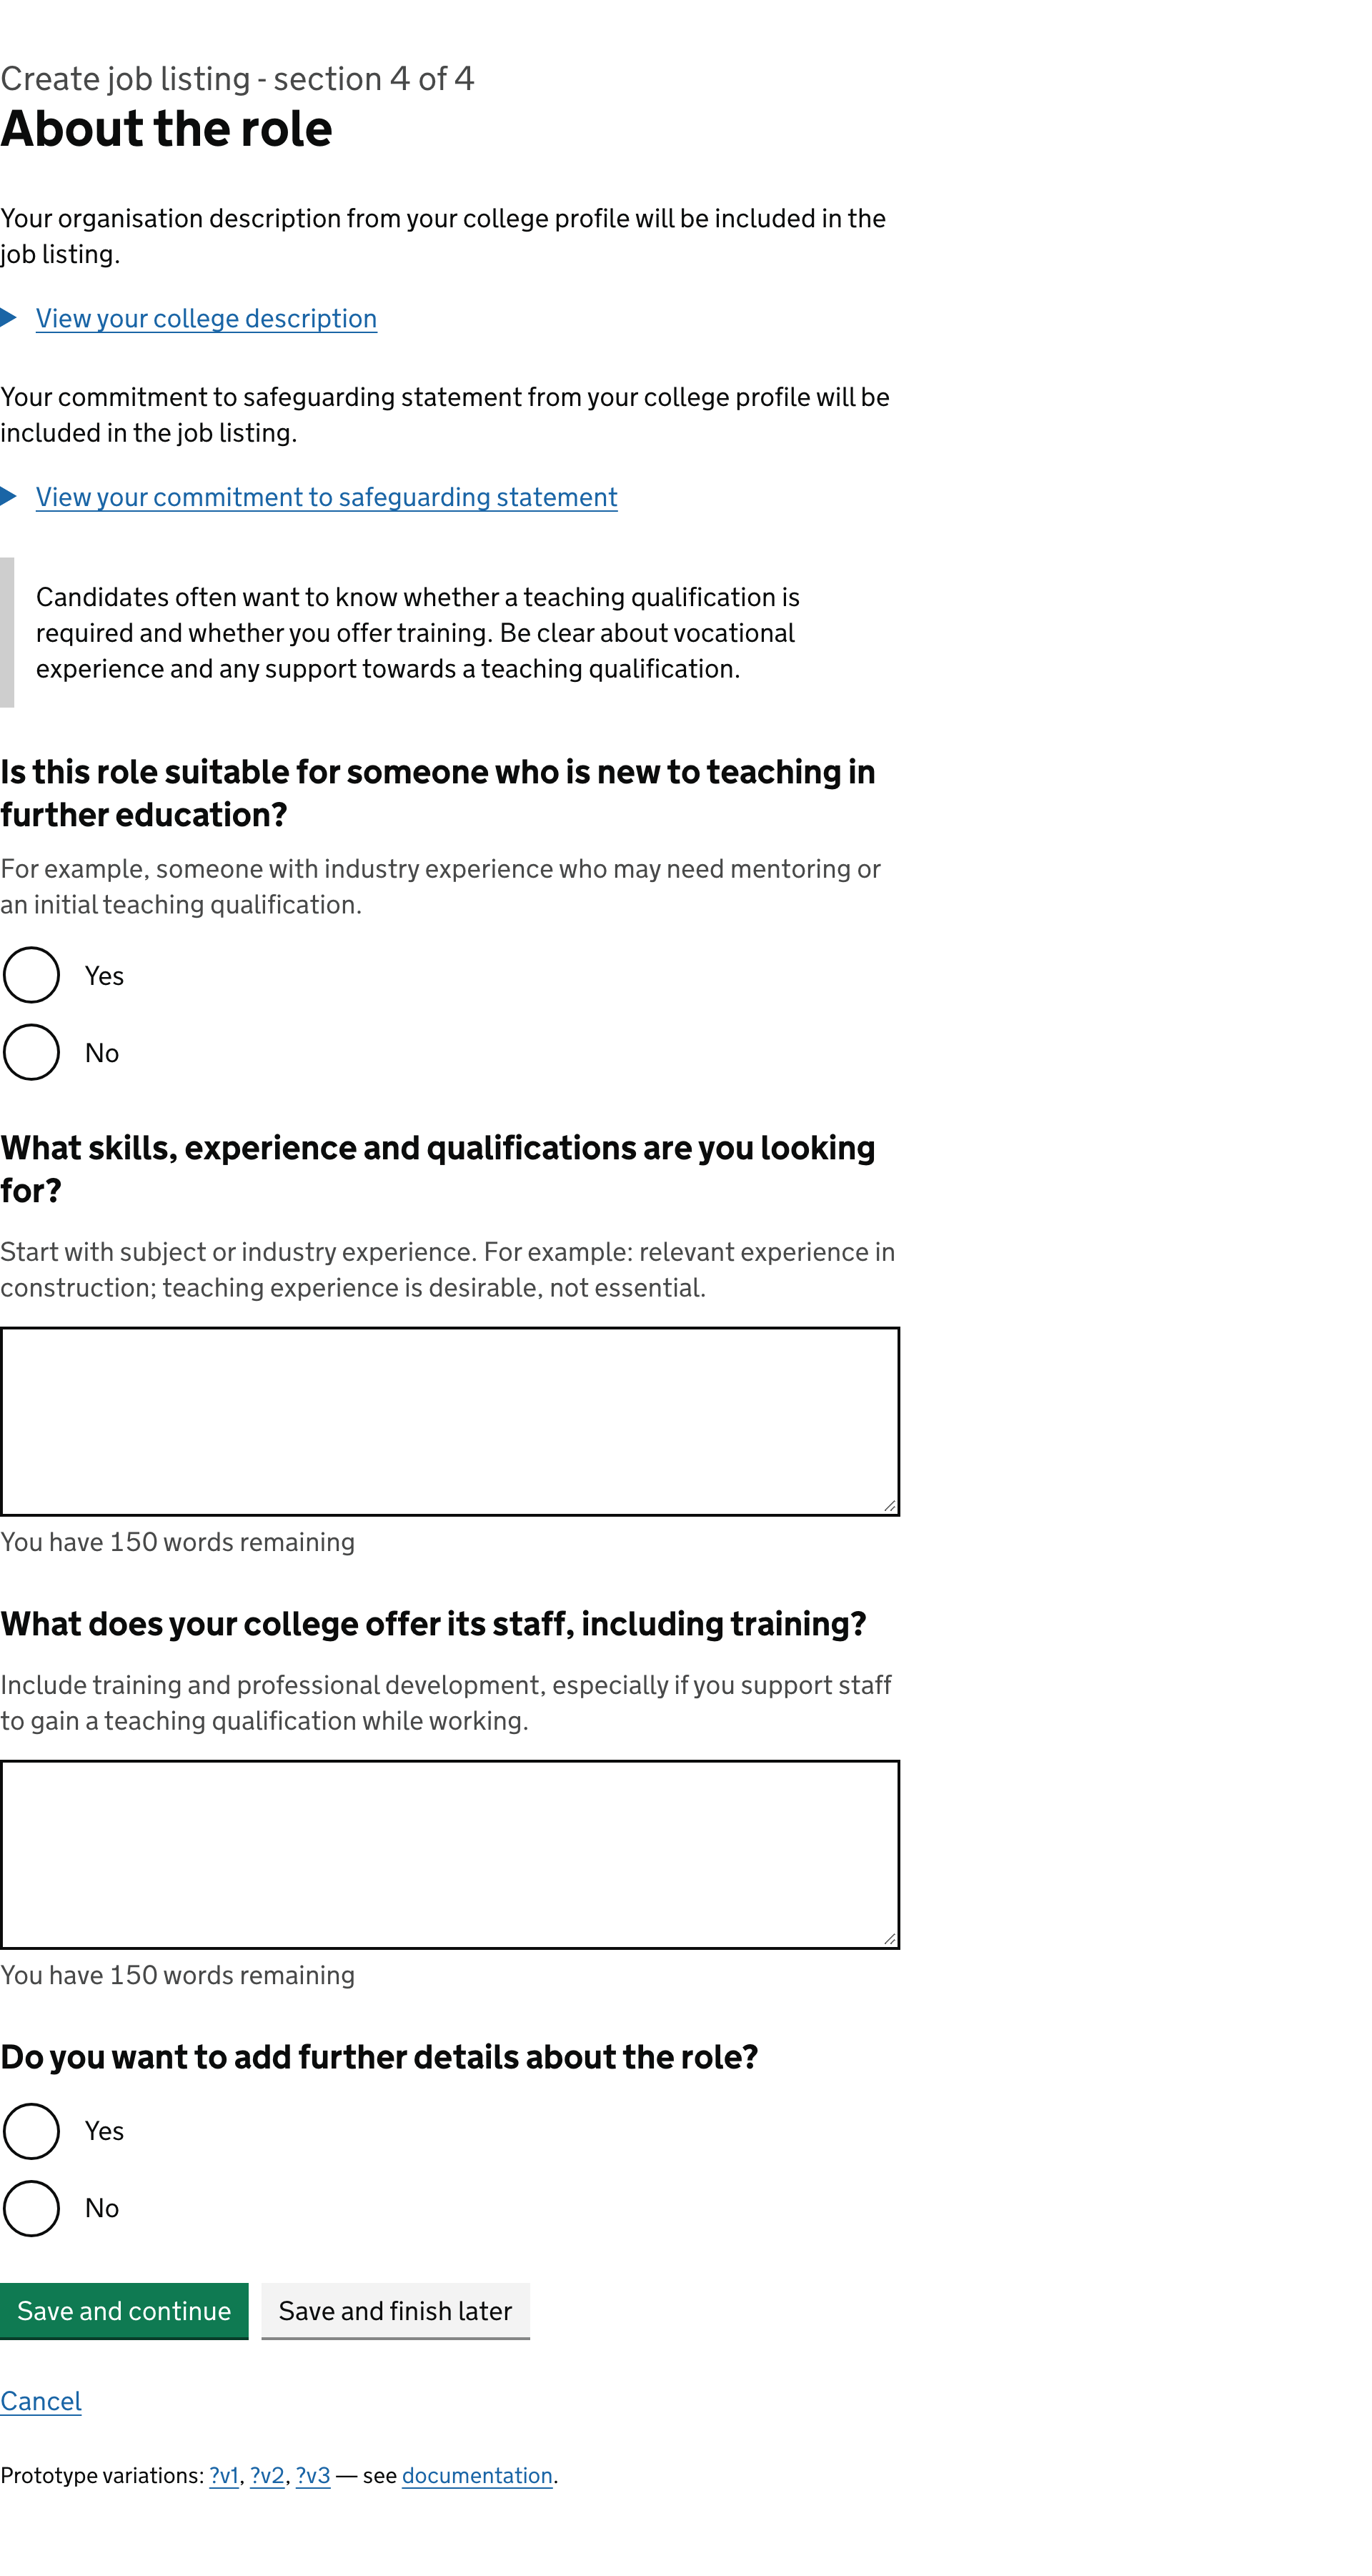 Create job listing - section 4 of 4
About the role
Your organisation description from your college profile will be included in the
job listing.
View your college description
Your commitment to safeguarding statement from your college profile will be
included in the job listing.
View your commitment to safeguarding statement
Candidates often want to know whether a teaching qualification is
required and whether you offer training. Be clear about vocational
experience and any support towards a teaching qualification.
Is this role suitable for someone who is new to teaching in
further education?
For example, someone with industry experience who may need mentoring or
an initial teaching qualification.
Yes
No
What skills, experience and qualifications are you looking
for?
Start with subject or industry experience. For example: relevant experience in
construction; teaching experience is desirable, not essential.
You have 150 words remaining
What does your college offer its staff, including training?
Include training and professional development, especially if you support staff
to gain a teaching qualification while working.
You have 150 words remaining
Do you want to add further details about the role?
Yes
No
Save and continue Save and finish later
Cancel
Prototype variations: ?v1, ?v2, ?v3 — see documentation.